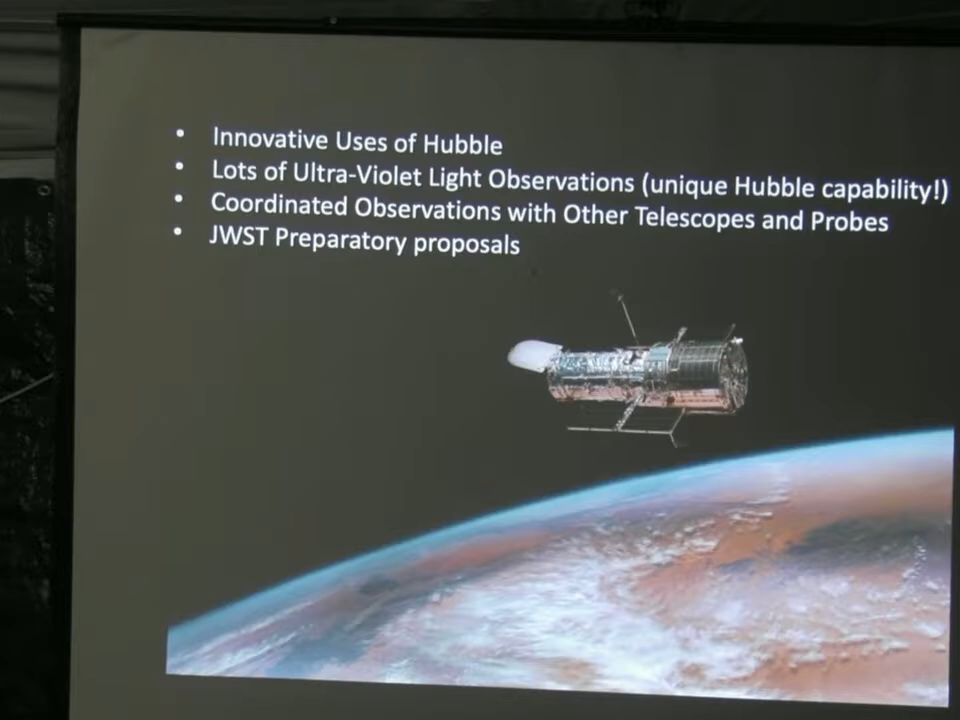 • Innovative Uses of Hubble
• Lots of Ultra-Violet Light Observations (unique Hubble capability!)
• Coordinated Observations with Other Telescopes and Probes
• JWST Preparatory proposals